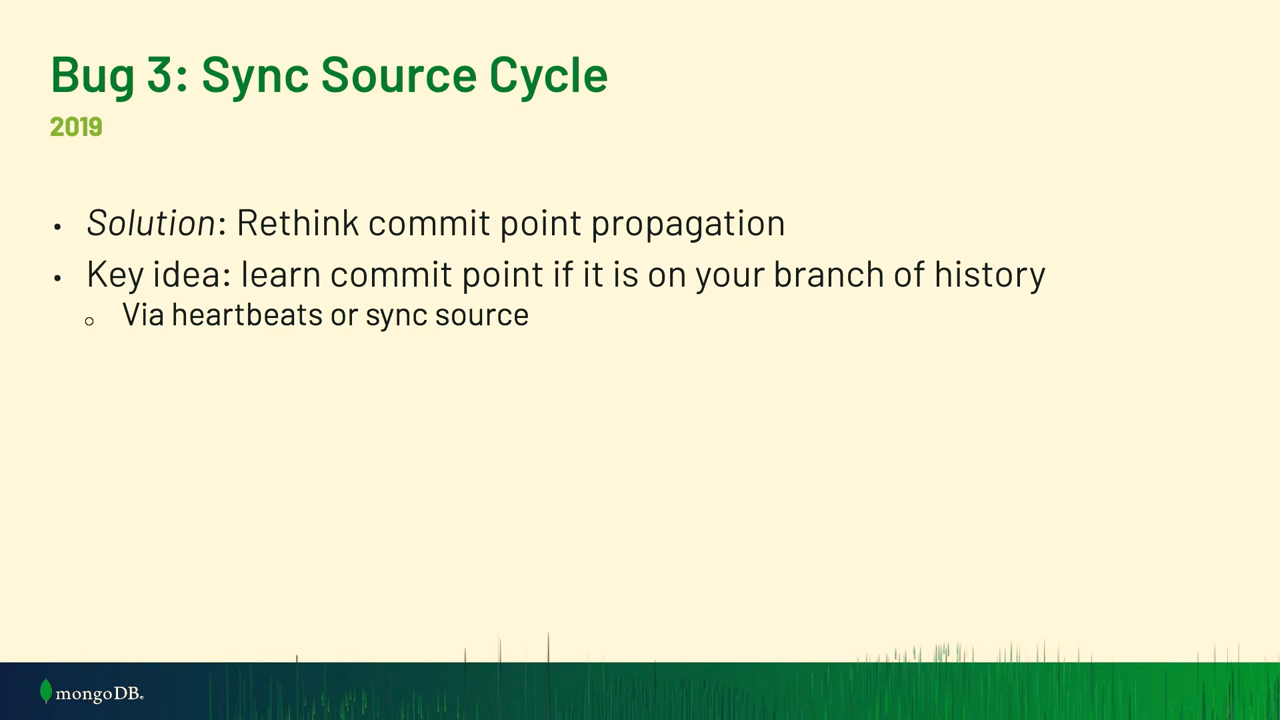 Bug 3: Sync Source Cycle
2019
• Solution: Rethink commit point propagation
• Key idea: learn commit point if it is on your branch of history
○ Via heartbeats or sync source
mongoDB.